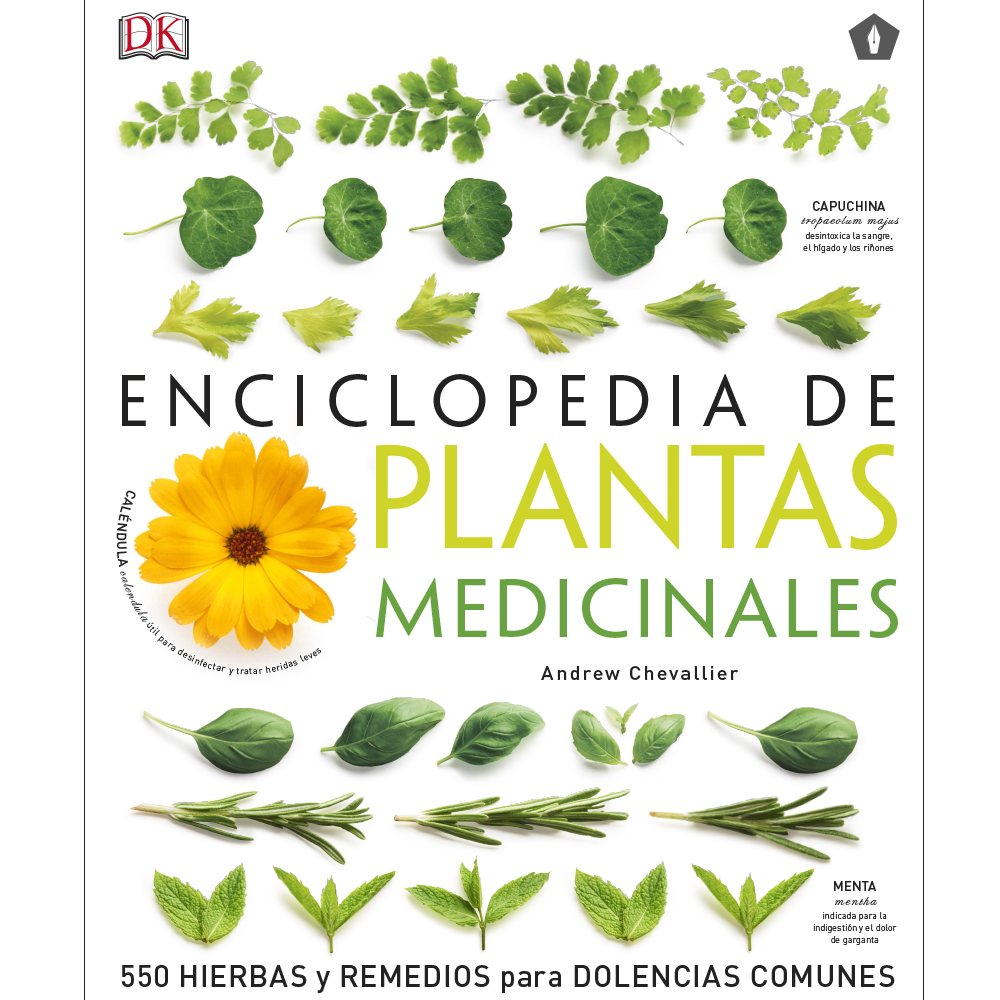 DK
CAPUCHINA
tropaeolum majus
desintoxica la sangre,
el hígado y los riñones
ENCICLOPEDIA DE
PLANTAS
MEDICINALES
CALÉNDULA calendula útil para desinfectar y tratar heridas leves
Andrew Chevallier
MENTA
mentha
indicada para la
indigestión y el dolor
de garganta
550 HIERBAS y REMEDIOS para DOLENCIAS COMUNES